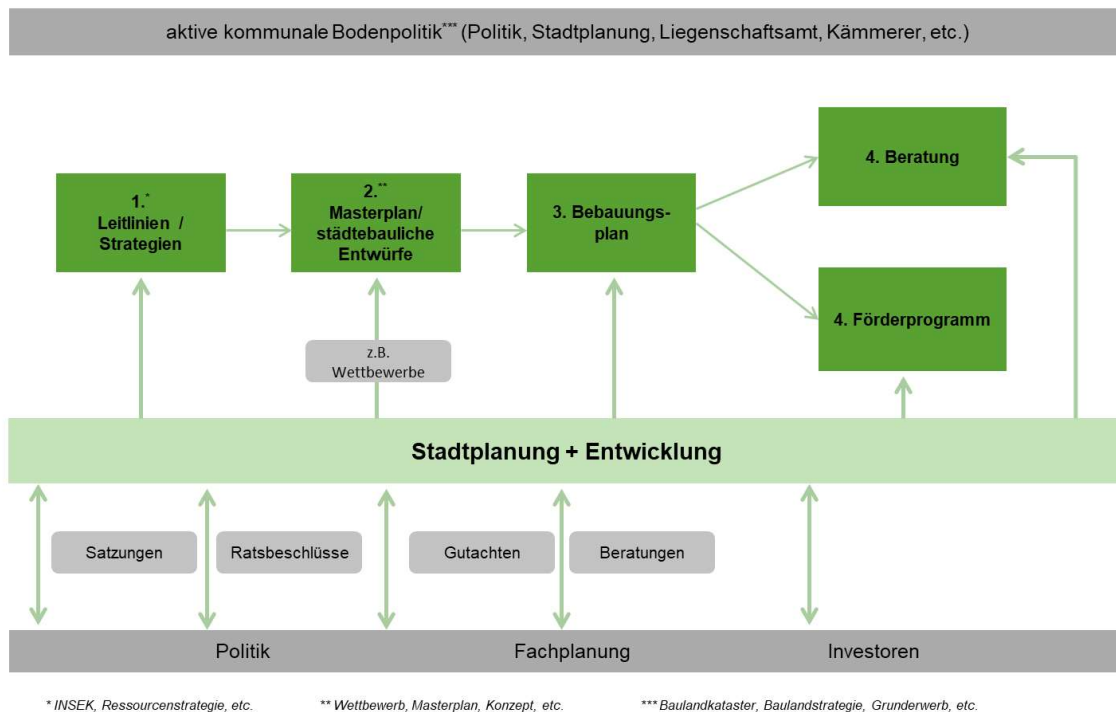 aktive kommunale Bodenpolitik*** (Politik, Stadtplanung, Liegenschaftsamt, Kämmerer, etc.)
1.*
Leitlinien /
Strategien
2.**
Masterplan/
städtebauliche
Entwürfe
3. Bebauungs-
plan
4. Beratung
4. Förderprogramm
z.B.
Wettbewerbe
Stadtplanung + Entwicklung
Satzungen
Ratsbeschlüsse
Gutachten
Beratungen
Politik
Fachplanung
Investoren
* INSEK, Ressourcenstrategie, etc.
** Wettbewerb, Masterplan, Konzept, etc.
*** Baulandkataster, Baulandstrategie, Grunderwerb, etc.